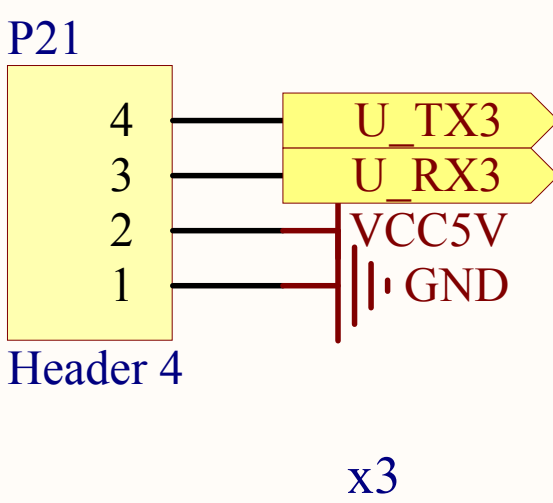 P21
4 U_TX3
3 U_RX3
2 VCC5V
1 GND
Header 4
x3